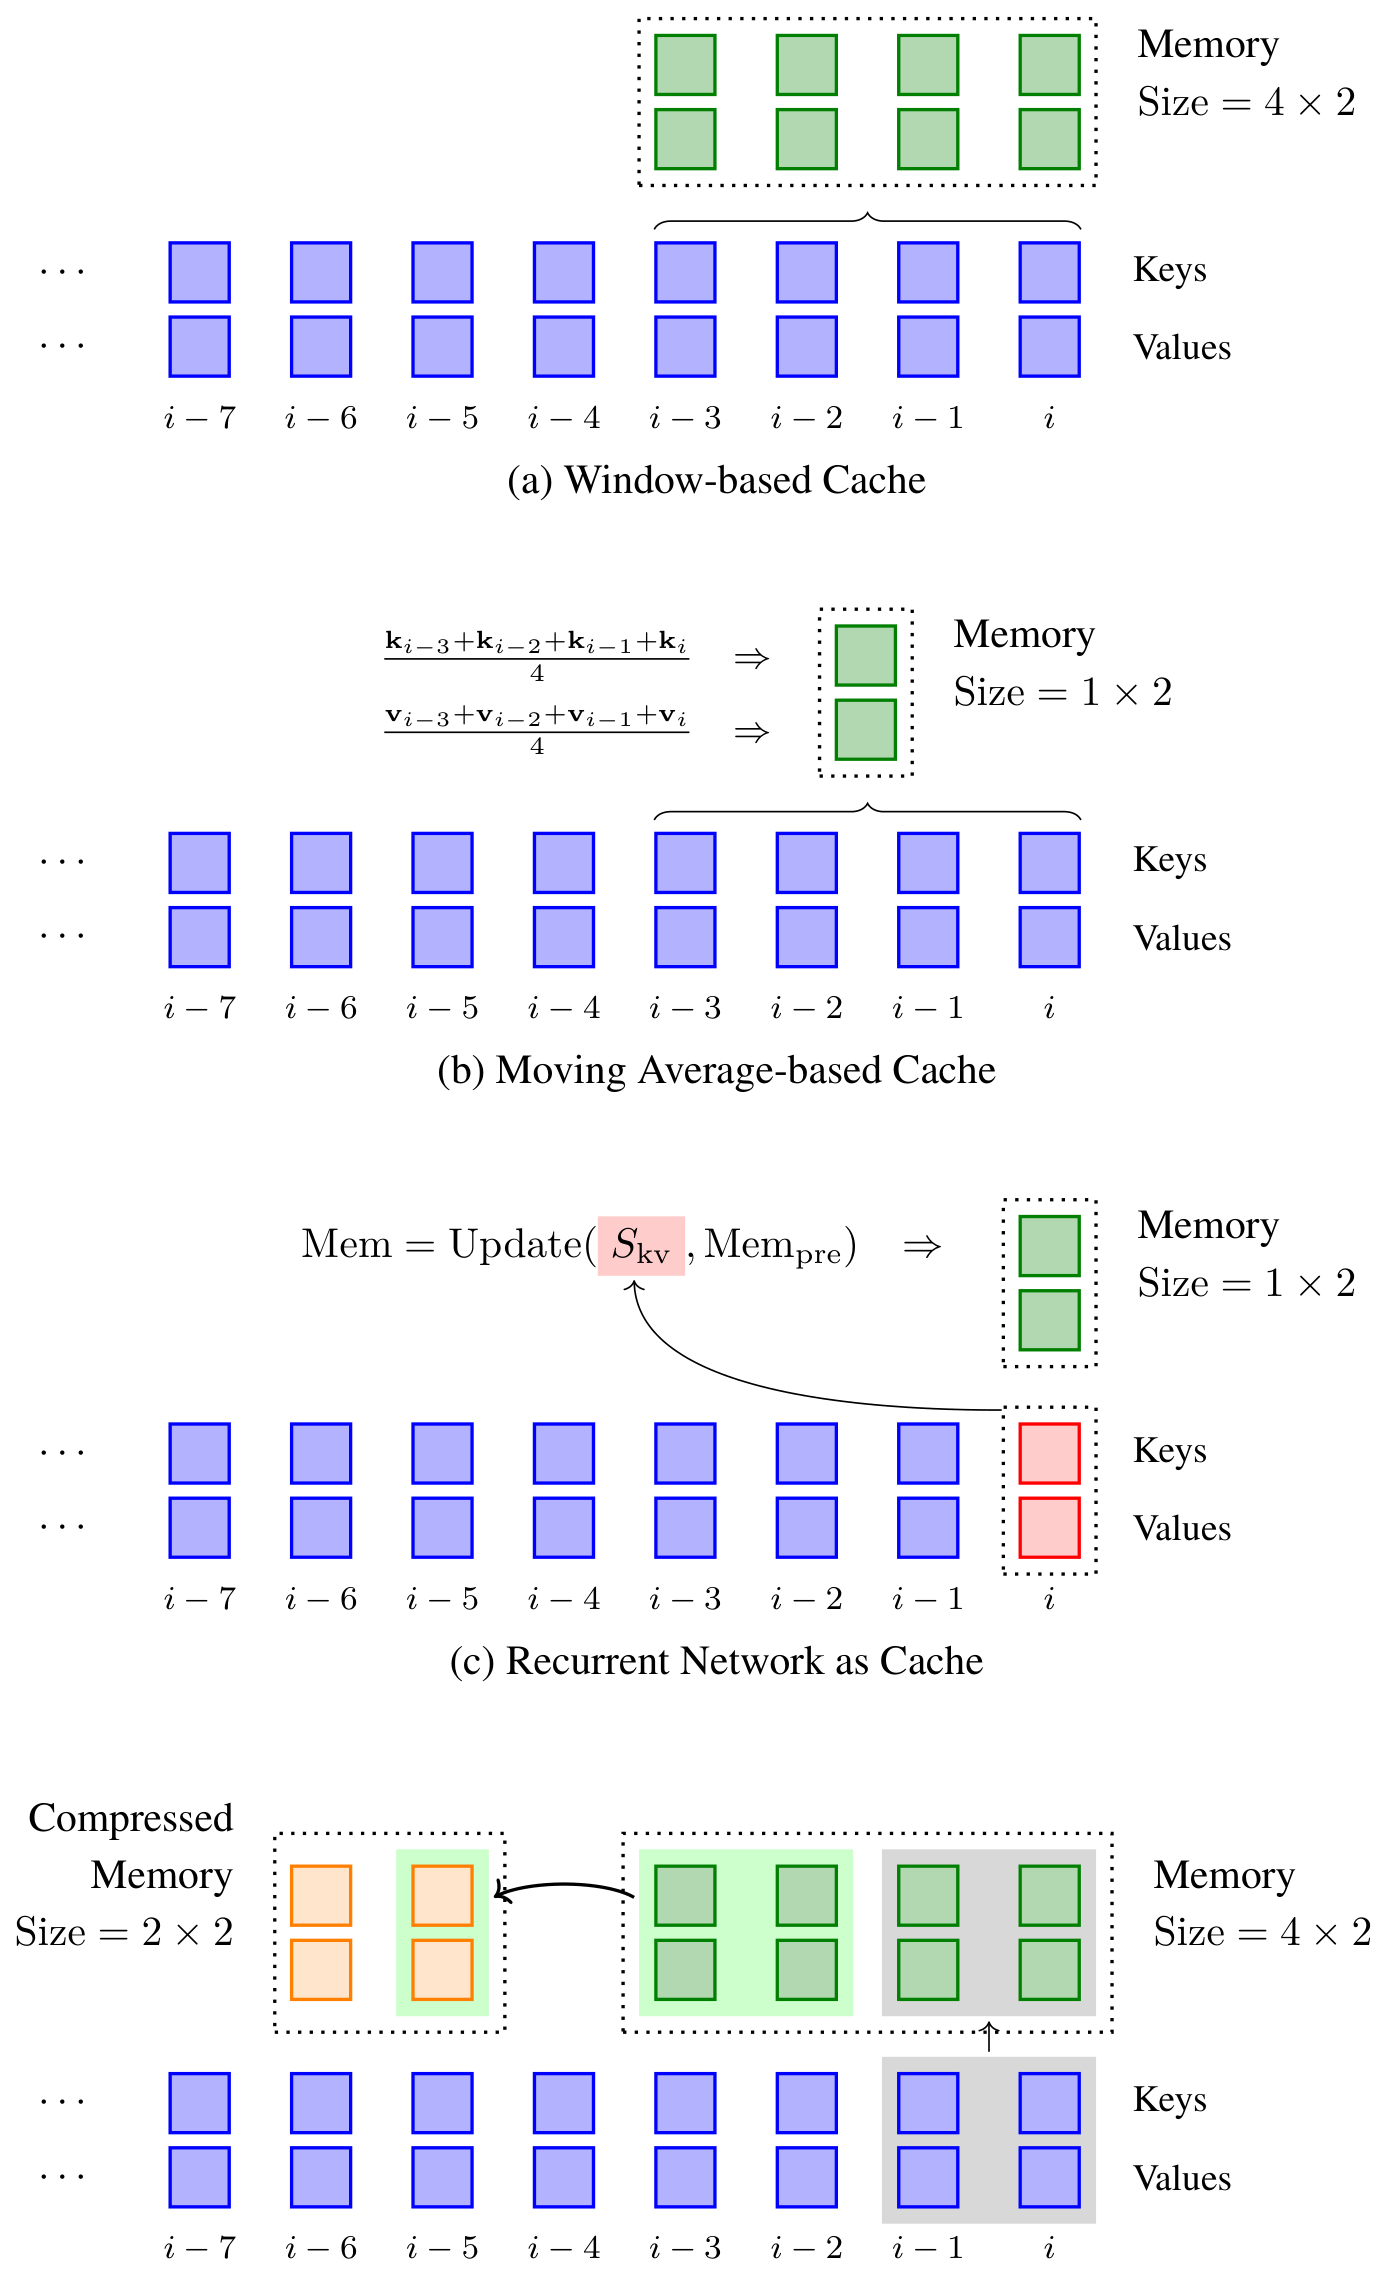 Memory
Size = 4 × 2
··· Keys
··· Values
i − 7 i − 6 i − 5 i − 4 i − 3 i − 2 i − 1 i
(a) Window-based Cache
(k_{i−3}+k_{i−2}+k_{i−1}+k_i)/4 ⇒ Memory
(v_{i−3}+v_{i−2}+v_{i−1}+v_i)/4 ⇒ Size = 1 × 2
··· Keys
··· Values
i − 7 i − 6 i − 5 i − 4 i − 3 i − 2 i − 1 i
(b) Moving Average-based Cache
Mem = Update( S_kv , Mem_pre) ⇒ Memory
Size = 1 × 2
··· Keys
··· Values
i − 7 i − 6 i − 5 i − 4 i − 3 i − 2 i − 1 i
(c) Recurrent Network as Cache
Compressed
Memory
Size = 2 × 2
Memory
Size = 4 × 2
··· Keys
··· Values
i − 7 i − 6 i − 5 i − 4 i − 3 i − 2 i − 1 i